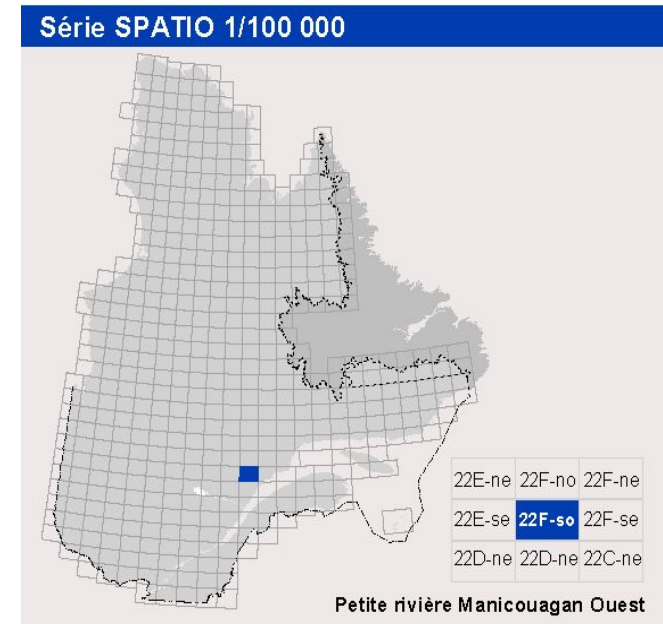 Série SPATIO 1/100 000
22E-ne 22F-no 22F-ne
22E-se 22F-so 22F-se
22D-ne 22D-ne 22C-ne
Petite rivière Manicouagan Ouest